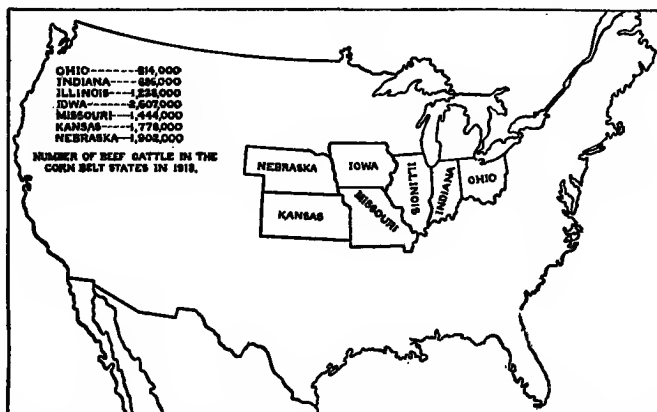 OHIO-------814,000
INDIANA-----686,000
ILLINOIS----1,228,000
IOWA-------2,607,000
MISSOURI---1,444,000
KANSAS-----1,778,000
NEBRASKA---1,902,000
NUMBER OF BEEF CATTLE IN THE
CORN BELT STATES IN 1913.
NEBRASKA
IOWA
ILLINOIS
INDIANA
OHIO
KANSAS
MISSOURI